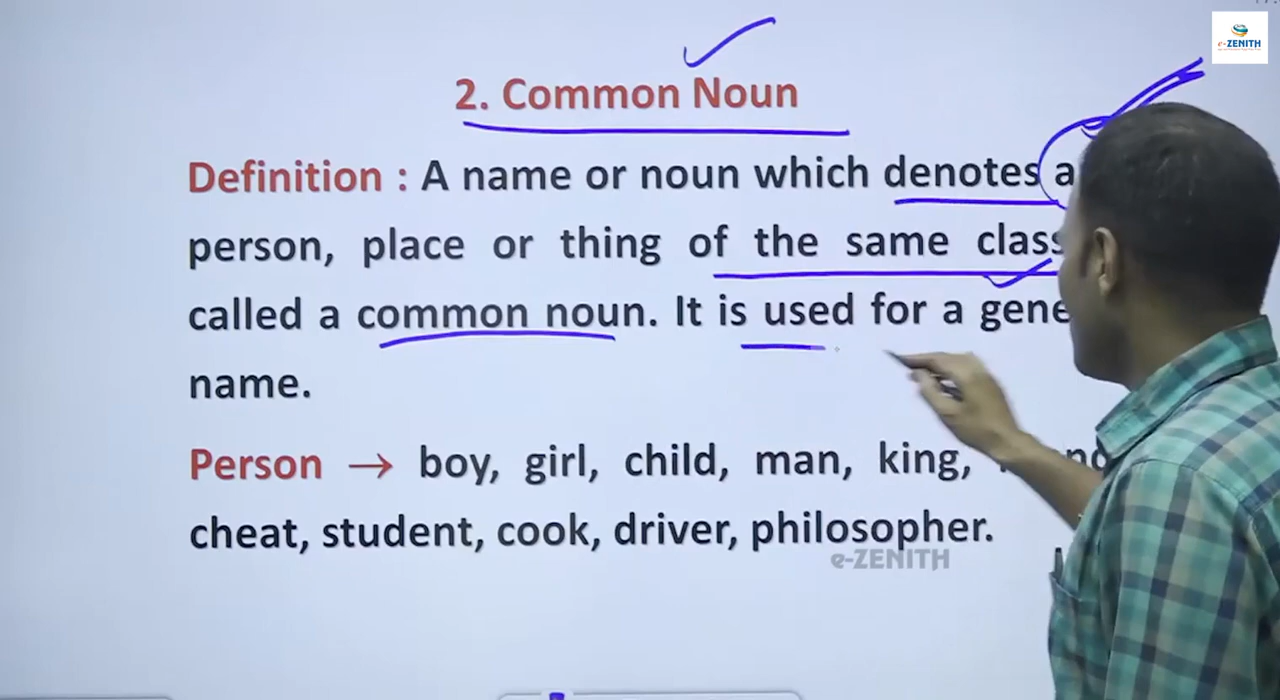 e-ZENITH
2. Common Noun
Definition : A name or noun which denotes a
person, place or thing of the same class
called a common noun. It is used for a
name.
Person → boy, girl, child, man, king,
cheat, student, cook, driver, philosopher.
e-ZENITH